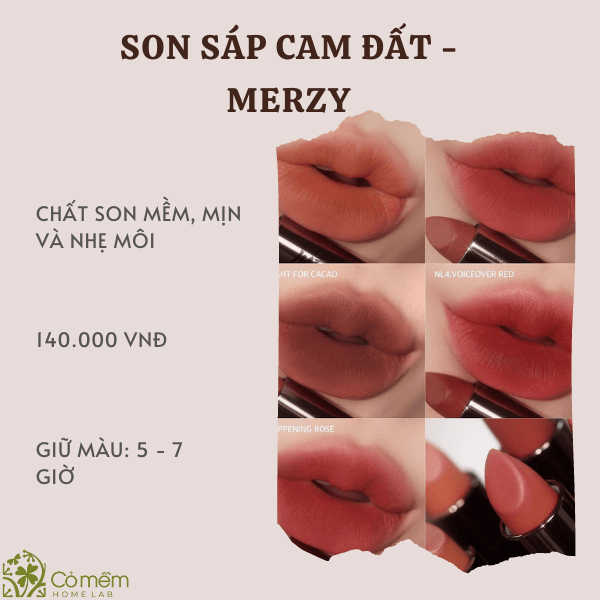 SON SÁP CAM ĐẤT -
MERZY
CHẤT SON MỀM, MỊN
VÀ NHẸ MÔI
HT FOR CACAO
NL4.VOICEOVER RED
140.000 VNĐ
PPENING ROSE
GIỮ MÀU: 5 - 7
GIỜ
Cỏ mềm
HOME LAB